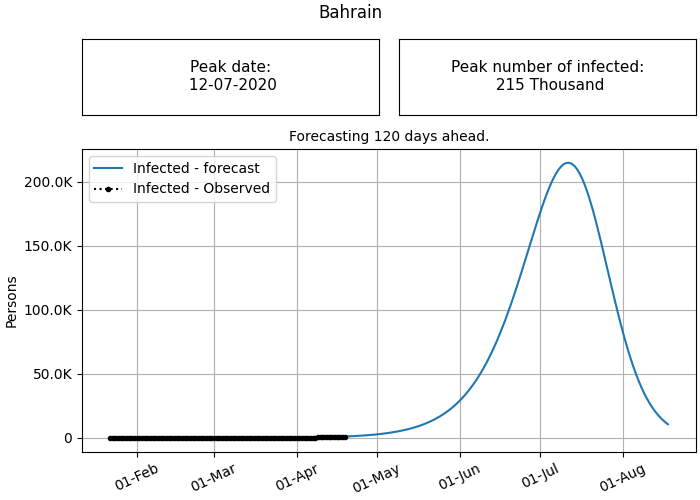 Bahrain
Peak date:
12-07-2020
Peak number of infected:
215 Thousand
Forecasting 120 days ahead.
Infected - forecast
Infected - Observed
200.0K
150.0K
100.0K
50.0K
0
Persons
01-Feb
01-Mar
01-Apr
01-May
01-Jun
01-Jul
01-Aug